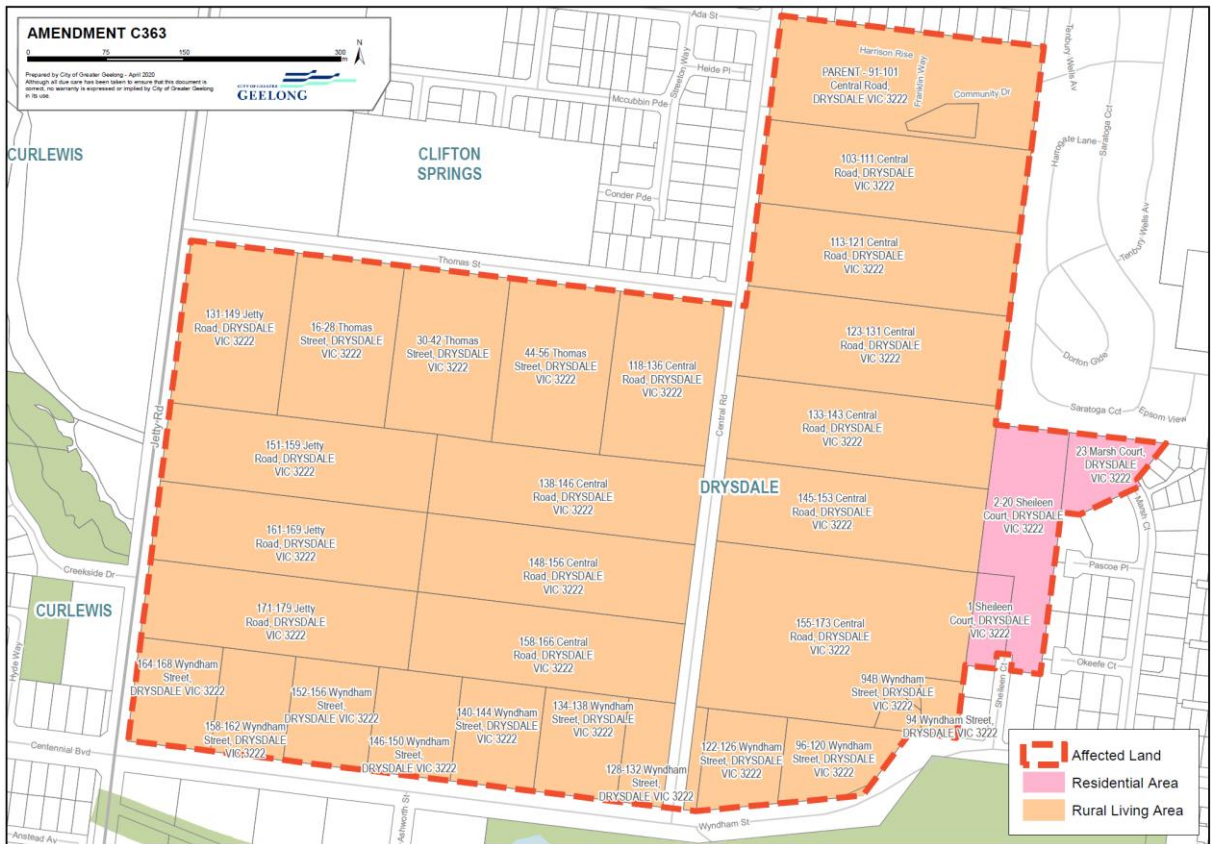 AMENDMENT C363
0 75 150 300
m
N
Prepared by City of Greater Geelong - April 2020
Although all due care has been taken to ensure that this document is
correct, no warranty is expressed or implied by City of Greater Geelong
in its use.
CITY OF GREATER
GEELONG
CURLEWIS
CLIFTON
SPRINGS
Ada St
Heide Pl
Streeton Way
Mccubbin Pde
Conder Pde
Harrison Rise
Franklin Way
Community Dr
PARENT - 91-101
Central Road,
DRYSDALE VIC 3222
Tenbury Wells Av
Saratoga Cct
Tenbury Wells Av
Dorlon Glde
Saratoga Cct
Epsom View
103-111 Central
Road, DRYSDALE
VIC 3222
113-121 Central
Road, DRYSDALE
VIC 3222
123-131 Central
Road, DRYSDALE
VIC 3222
133-143 Central
Road, DRYSDALE
VIC 3222
145-153 Central
Road, DRYSDALE
VIC 3222
155-173 Central
Road, DRYSDALE
VIC 3222
Thomas St
Jetty Rd
Central Rd
DRYSDALE
131-149 Jetty
Road, DRYSDALE
VIC 3222
16-28 Thomas
Street, DRYSDALE
VIC 3222
30-42 Thomas
Street, DRYSDALE
VIC 3222
44-56 Thomas
Street, DRYSDALE
VIC 3222
118-136 Central
Road, DRYSDALE
VIC 3222
151-159 Jetty
Road, DRYSDALE
VIC 3222
138-146 Central
Road, DRYSDALE
VIC 3222
161-169 Jetty
Road, DRYSDALE
VIC 3222
148-156 Central
Road, DRYSDALE
VIC 3222
171-179 Jetty
Road, DRYSDALE
VIC 3222
158-166 Central
Road, DRYSDALE
VIC 3222
23 Marsh Court,
DRYSDALE
VIC 3222
2-20 Sheileen
Court, DRYSDALE
VIC 3222
1 Sheileen
Court, DRYSDALE
VIC 3222
Marsh Ct
Pascoe Pl
Okeefe Ct
Sheileen Ct
Creekside Dr
CURLEWIS
Hyde Way
Centennial Bvd
Anstead Av
Ashworth St
Wyndham St
164-168 Wyndham
Street,
DRYSDALE VIC 3222
158-162 Wyndham
Street, DRYSDALE
VIC 3222
152-156 Wyndham
Street,
DRYSDALE VIC 3222
146-150 Wyndham
Street,
DRYSDALE VIC 3222
140-144 Wyndham
Street, DRYSDALE
VIC 3222
134-138 Wyndham
Street, DRYSDALE
VIC 3222
128-132 Wyndham
Street,
DRYSDALE VIC 3222
122-126 Wyndham
Street, DRYSDALE
VIC 3222
96-120 Wyndham
Street, DRYSDALE
VIC 3222
94B Wyndham
Street, DRYSDALE
VIC 3222
94 Wyndham Street,
DRYSDALE VIC 3222
Affected Land
Residential Area
Rural Living Area